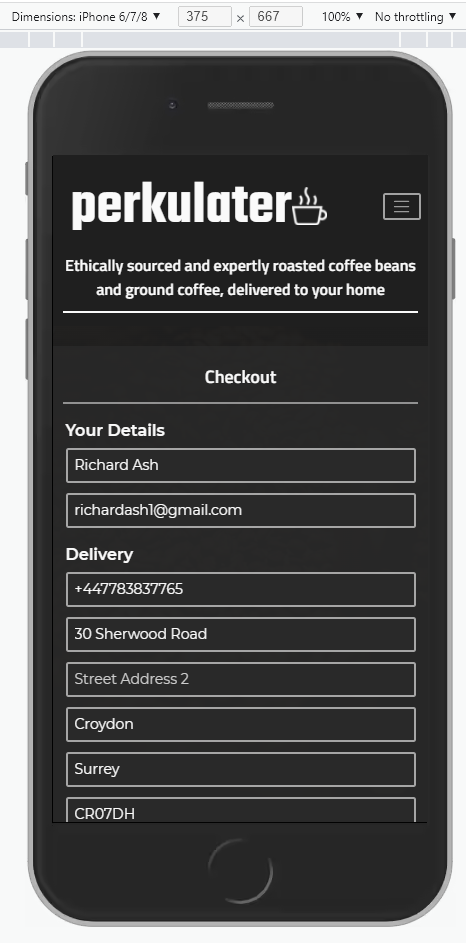 Dimensions: iPhone 6/7/8 ▼ 375 × 667 100% ▼ No throttling ▼
perkulater
Ethically sourced and expertly roasted coffee beans
and ground coffee, delivered to your home
Checkout
Your Details
Richard Ash
richardash1@gmail.com
Delivery
+447783837765
30 Sherwood Road
Street Address 2
Croydon
Surrey
CR07DH